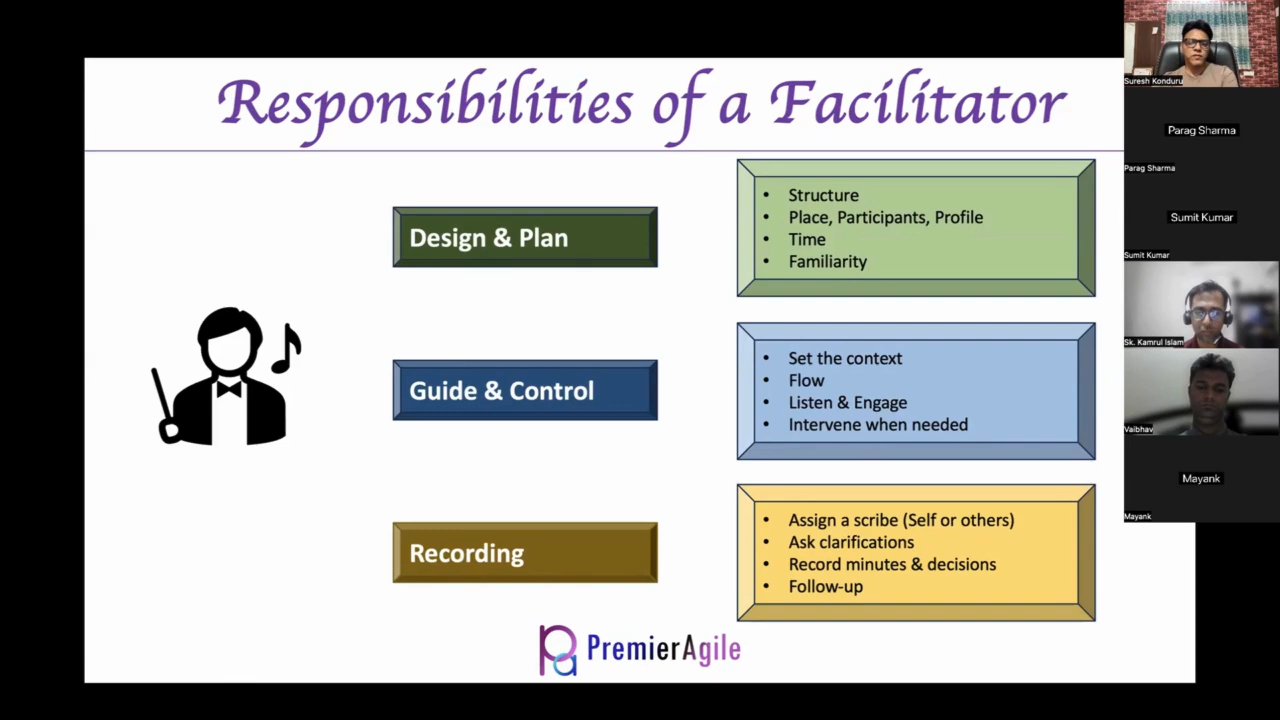 Responsibilities of a Facilitator
Design & Plan
• Structure
• Place, Participants, Profile
• Time
• Familiarity
Guide & Control
• Set the context
• Flow
• Listen & Engage
• Intervene when needed
Recording
• Assign a scribe (Self or others)
• Ask clarifications
• Record minutes & decisions
• Follow-up
pa PremierAgile
Suresh Konduru
Parag Sharma
Parag Sharma
Sumit Kumar
Sumit Kumar
Sk. Kamrul Islam
Vaibhav
Mayank
Mayank